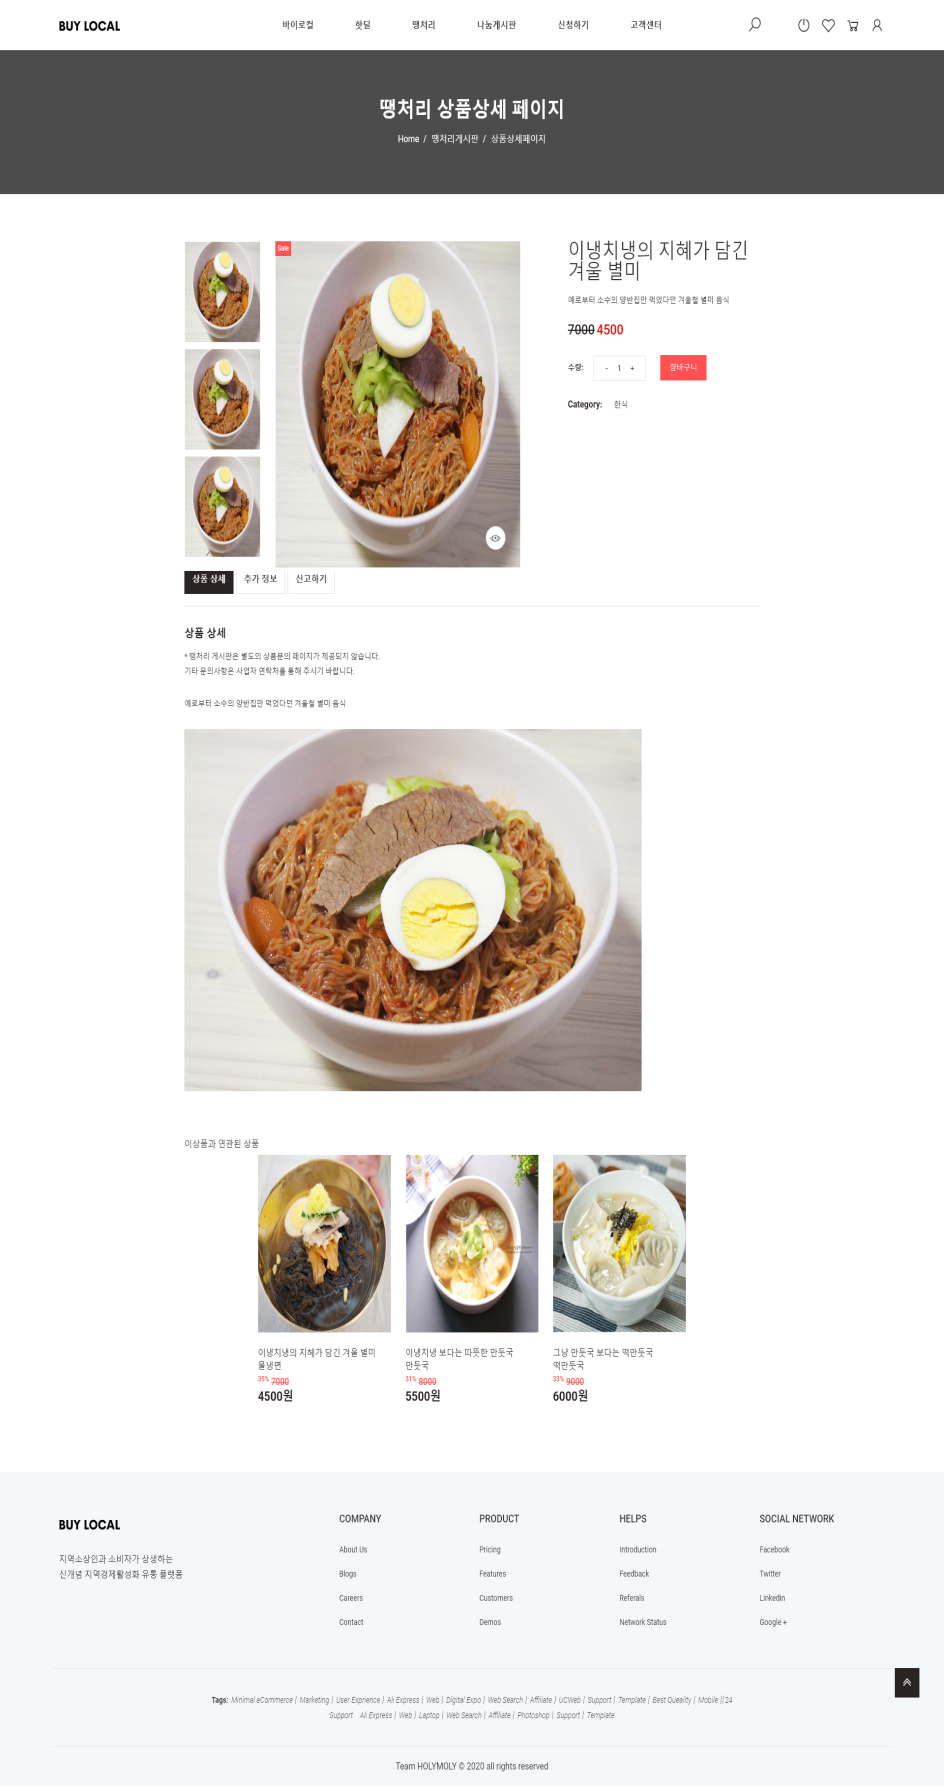 BUY LOCAL
바이로컬 핫딜 땡처리 나눔게시판 신청하기 고객센터
땡처리 상품상세 페이지
Home / 땡처리게시판 / 상품상세페이지
Sale
이냉치냉의 지혜가 담긴
겨울 별미
예로부터 소수의 양반집만 먹었다던 겨울철 별미 음식
7000 4500
수량: - 1 + 장바구니
Category: 한식
상품 상세 추가 정보 신고하기
상품 상세
* 땡처리 게시판은 별도의 상품문의 페이지가 제공되지 않습니다.
기타 문의사항은 사업자 연락처를 통해 주시기 바랍니다.
예로부터 소수의 양반집만 먹었다던 겨울철 별미 음식
이상품과 연관된 상품
이냉치냉의 지혜가 담긴 겨울 별미
물냉면
35% 7000
4500원
이냉치냉 보다는 따뜻한 만둣국
만둣국
31% 8000
5500원
그냥 만둣국 보다는 떡만둣국
떡만둣국
33% 9000
6000원
BUY LOCAL
지역소상인과 소비자가 상생하는
신개념 지역경제활성화 유통 플랫폼
COMPANY
About Us
Blogs
Careers
Contact
PRODUCT
Pricing
Features
Customers
Demos
HELPS
Introduction
Feedback
Referals
Network Status
SOCIAL NETWORK
Facebook
Twitter
Linkedin
Google +
Tags: Minimal eCommerce | Marketing | User Exprience | Ali Express | Web | Digital Expo | Web Search | Affiliate | UCWeb | Support | Template | Best Queality | Mobile || 24
Support Ali Express | Web | Laptop | Web Search | Affiliate | Photoshop | Support | Template
Team HOLYMOLY © 2020 all rights reserved